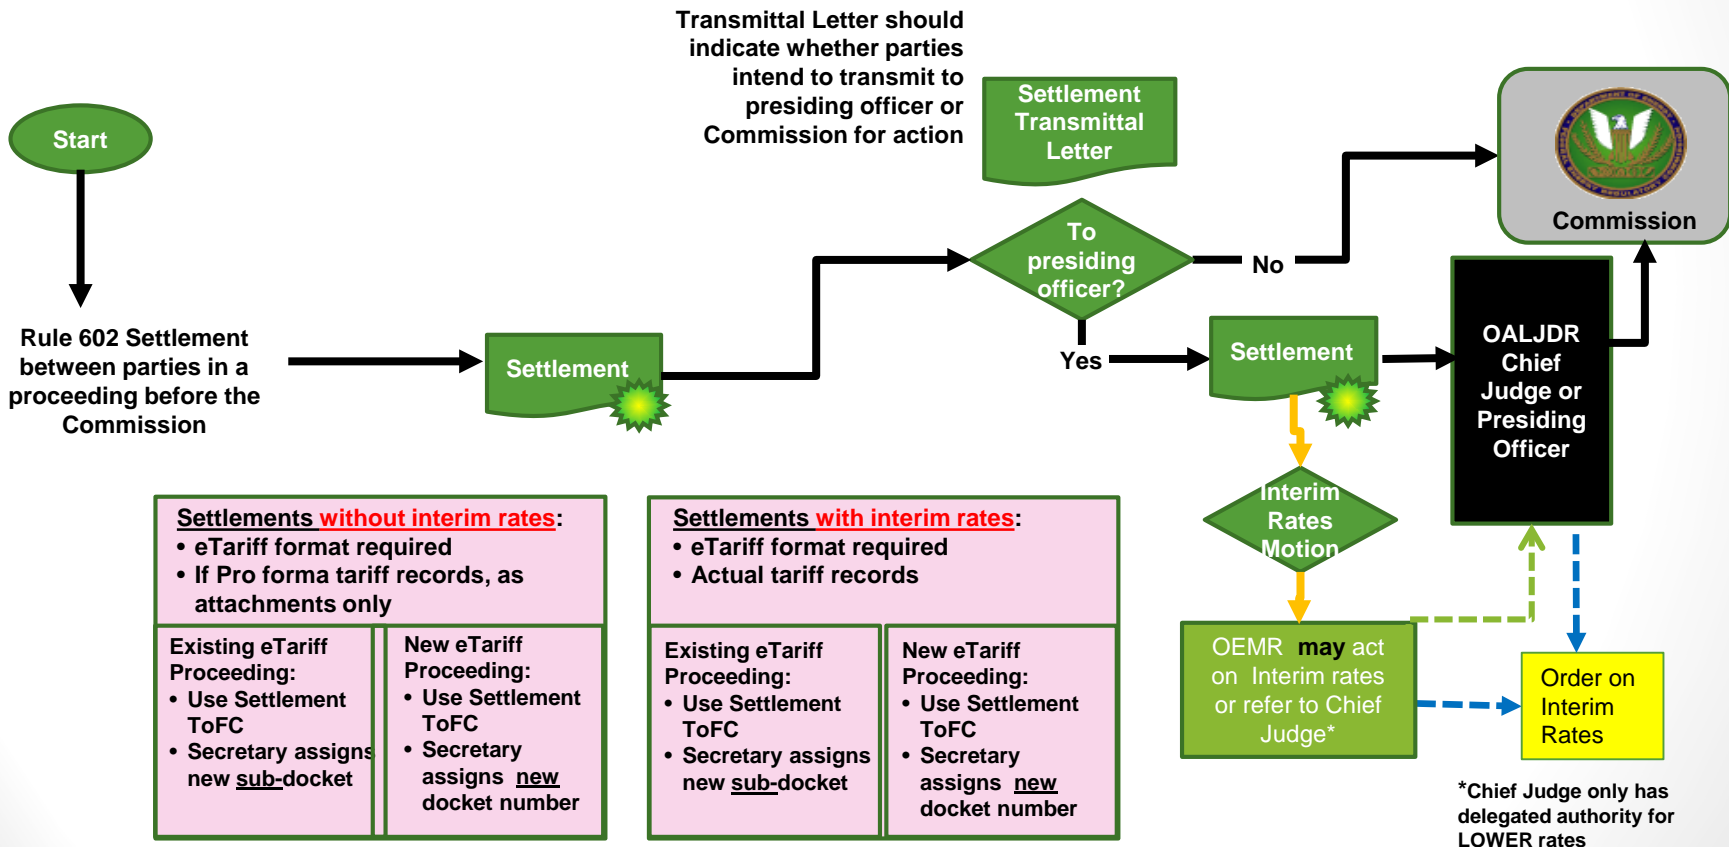 Transmittal Letter should
indicate whether parties
intend to transmit to
presiding officer or
Commission for action
Settlement
Transmittal
Letter
Start
Commission
To
presiding
officer?
No
Yes
Rule 602 Settlement
between parties in a
proceeding before the
Commission
Settlement
Settlement
OALJDR
Chief
Judge or
Presiding
Officer
Interim
Rates
Motion
Settlements without interim rates:
• eTariff format required
• If Pro forma tariff records, as
attachments only
Existing eTariff
Proceeding:
• Use Settlement
ToFC
• Secretary assigns
new sub-docket
New eTariff
Proceeding:
• Use Settlement
ToFC
• Secretary
assigns new
docket number
Settlements with interim rates:
• eTariff format required
• Actual tariff records
Existing eTariff
Proceeding:
• Use Settlement
ToFC
• Secretary assigns
new sub-docket
New eTariff
Proceeding:
• Use Settlement
ToFC
• Secretary
assigns new
docket number
OEMR may act
on Interim rates
or refer to Chief
Judge*
Order on
Interim
Rates
*Chief Judge only has
delegated authority for
LOWER rates